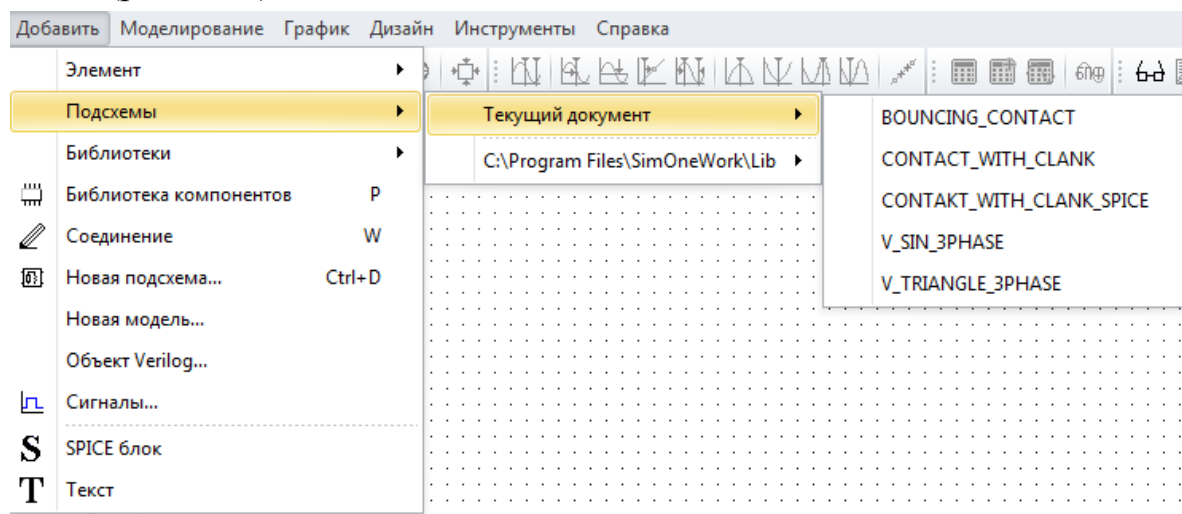 Добавить Моделирование График Дизайн Инструменты Справка
Элемент
Подсхемы
Библиотеки
Библиотека компонентов P
Соединение W
Новая подсхема... Ctrl+D
Новая модель...
Объект Verilog...
Сигналы...
S SPICE блок
T Текст
Текущий документ
C:\Program Files\SimOneWork\Lib
BOUNCING_CONTACT
CONTACT_WITH_CLANK
CONTAKT_WITH_CLANK_SPICE
V_SIN_3PHASE
V_TRIANGLE_3PHASE